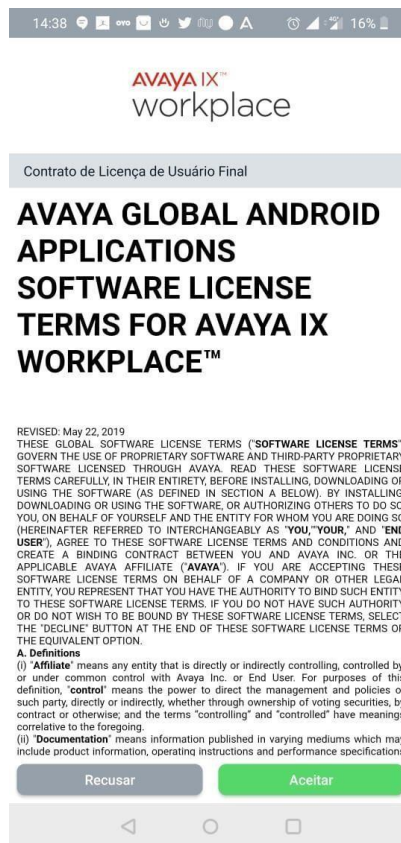 14:38 ovo A 4G 16%
AVAYA IX™
workplace
Contrato de Licença de Usuário Final
AVAYA GLOBAL ANDROID
APPLICATIONS
SOFTWARE LICENSE
TERMS FOR AVAYA IX
WORKPLACE™
REVISED: May 22, 2019
THESE GLOBAL SOFTWARE LICENSE TERMS ("SOFTWARE LICENSE TERMS"
GOVERN THE USE OF PROPRIETARY SOFTWARE AND THIRD-PARTY PROPRIETARY
SOFTWARE LICENSED THROUGH AVAYA. READ THESE SOFTWARE LICENSE
TERMS CAREFULLY, IN THEIR ENTIRETY, BEFORE INSTALLING, DOWNLOADING OR
USING THE SOFTWARE (AS DEFINED IN SECTION A BELOW). BY INSTALLING,
DOWNLOADING OR USING THE SOFTWARE, OR AUTHORIZING OTHERS TO DO SO
YOU, ON BEHALF OF YOURSELF AND THE ENTITY FOR WHOM YOU ARE DOING SO
(HEREINAFTER REFERRED TO INTERCHANGEABLY AS "YOU,""YOUR," AND "END
USER"), AGREE TO THESE SOFTWARE LICENSE TERMS AND CONDITIONS AND
CREATE A BINDING CONTRACT BETWEEN YOU AND AVAYA INC. OR THE
APPLICABLE AVAYA AFFILIATE ("AVAYA"). IF YOU ARE ACCEPTING THESE
SOFTWARE LICENSE TERMS ON BEHALF OF A COMPANY OR OTHER LEGAL
ENTITY, YOU REPRESENT THAT YOU HAVE THE AUTHORITY TO BIND SUCH ENTITY
TO THESE SOFTWARE LICENSE TERMS. IF YOU DO NOT HAVE SUCH AUTHORITY
OR DO NOT WISH TO BE BOUND BY THESE SOFTWARE LICENSE TERMS, SELECT
THE "DECLINE" BUTTON AT THE END OF THESE SOFTWARE LICENSE TERMS OR
THE EQUIVALENT OPTION.
A. Definitions
(i) "Affiliate" means any entity that is directly or indirectly controlling, controlled by
or under common control with Avaya Inc. or End User. For purposes of this
definition, "control" means the power to direct the management and policies of
such party, directly or indirectly, whether through ownership of voting securities, by
contract or otherwise; and the terms "controlling" and "controlled" have meanings
correlative to the foregoing.
(ii) "Documentation" means information published in varying mediums which may
include product information, operating instructions and performance specifications
Recusar Aceitar